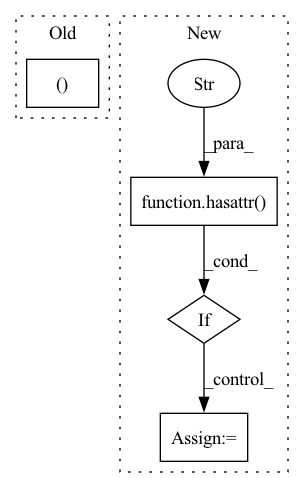 Old
New
()
Str
_para_
function.hasattr()
_cond_
If
_control_
Assign:=